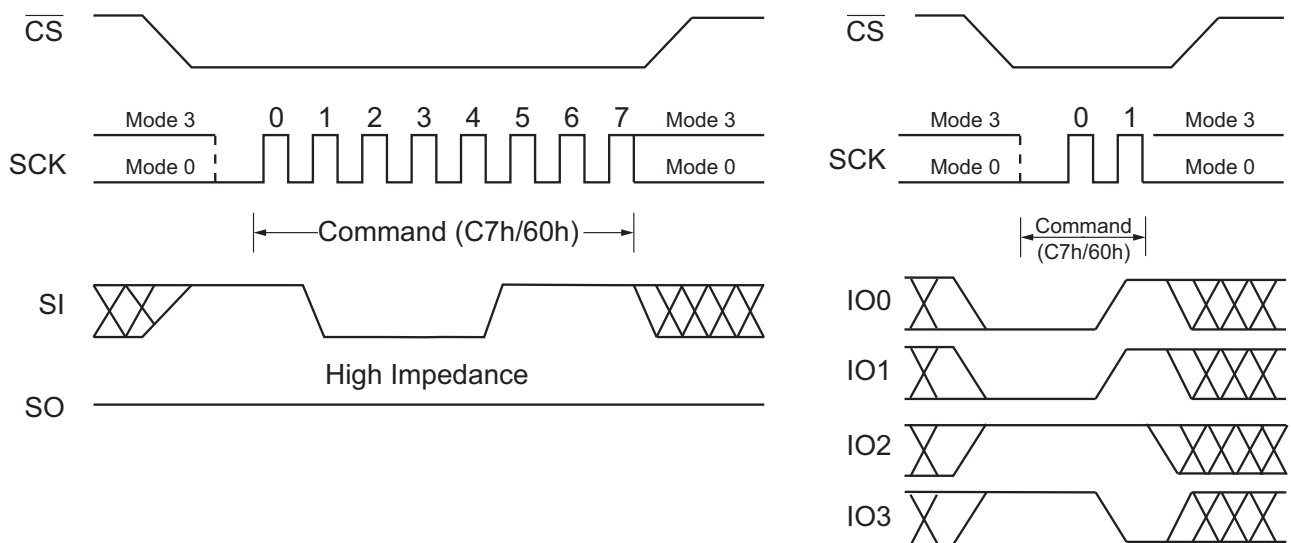 CS
Mode 3
0 1 2 3 4 5 6 7
Mode 3
SCK
Mode 0
Mode 0
Command (C7h/60h)
SI
High Impedance
SO
CS
Mode 3
0 1
Mode 3
SCK
Mode 0
Mode 0
Command
(C7h/60h)
IO0
IO1
IO2
IO3